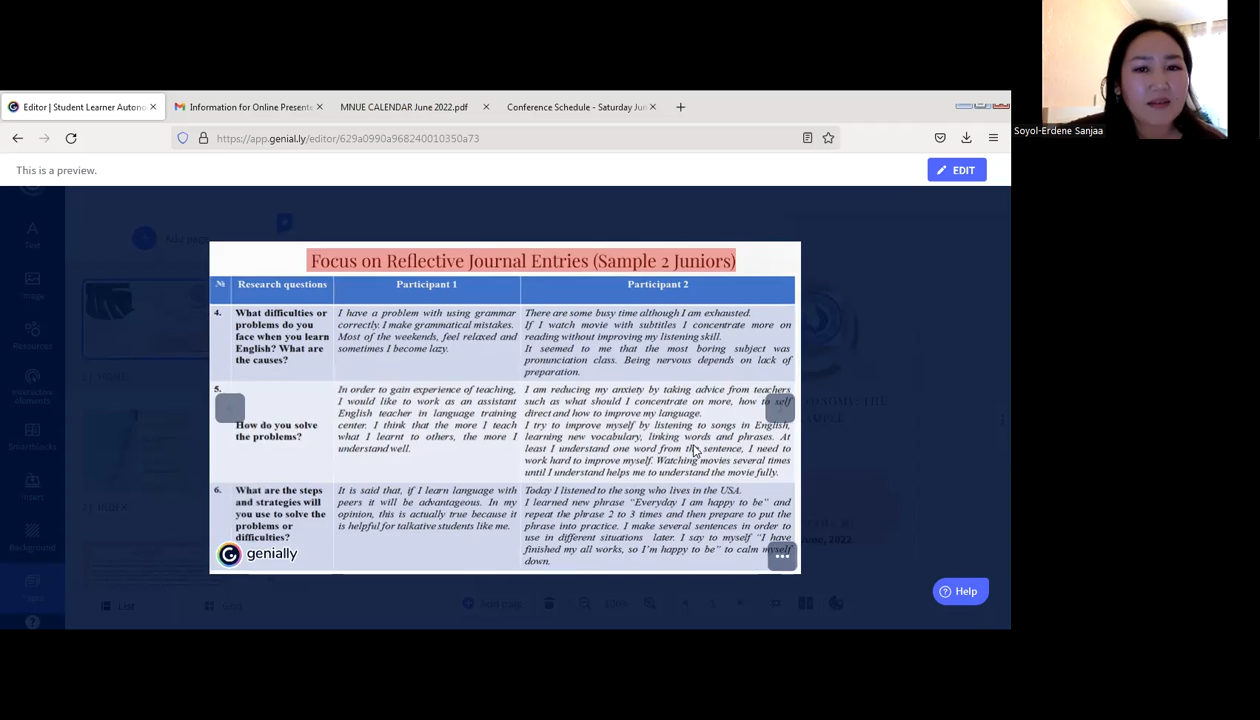 Editor | Student Learner Autono
Information for Online Presente
MNUE CALENDAR June 2022.pdf
Conference Schedule - Saturday Jun
https://app.genial.ly/editor/629a0990a968240010350a73
Soyol-Erdene Sanjaa
This is a preview.
EDIT
Focus on Reflective Journal Entries (Sample 2 Juniors)
№ Research questions Participant 1 Participant 2
4.
What difficulties or
problems do you
face when you learn
English? What are
the causes?
I have a problem with using grammar
correctly. I make grammatical mistakes.
Most of the weekends, feel relaxed and
sometimes I become lazy.
There are some busy time although I am exhausted.
If I watch movie with subtitles I concentrate more on
reading without improving my listening skill.
It seemed to me that the most boring subject was
pronunciation class. Being nervous depends on lack of
preparation.
5.
How do you solve
the problems?
In order to gain experience of teaching,
I would like to work as an assistant
English teacher in language training
center. I think that the more I teach
what I learnt to others, the more I
understand well.
I am reducing my anxiety by taking advice from teachers
such as what should I concentrate on more, how to self
direct and how to improve my language.
I try to improve myself by listening to songs in English,
learning new vocabulary, linking words and phrases. At
least I understand one word from the sentence, I need to
work hard to improve myself. Watching movies several times
until I understand helps me to understand the movie fully.
6.
What are the steps
and strategies will
you use to solve the
problems or
difficulties?
It is said that, if I learn language with
peers it will be advantageous. In my
opinion, this is actually true because it
is helpful for talkative students like me.
Today I listened to the song who lives in the USA.
I learned new phrase "Everyday I am happy to be" and
repeat the phrase 2 to 3 times and then prepare to put the
phrase into practice. I make several sentences in order to
use in different situations later. I say to myself "I have
finished my all works, so I'm happy to be" to calm myself
down.
genially
Text
Image
Resources
Interactive
elements
Smartblocks
Insert
Background
Pages
Add page
List
Grid
Add page
100%
Help